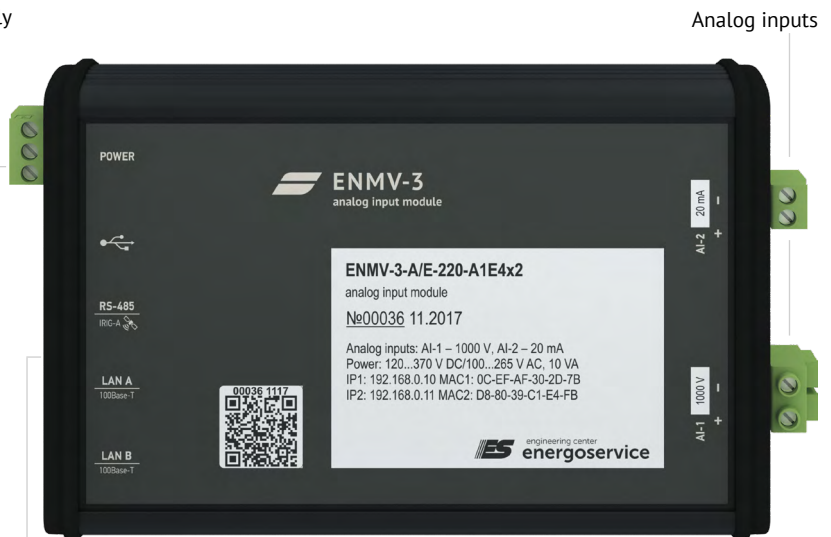 ly
Analog inputs
POWER
ENMV-3
analog input module
20 mA
AI-2
+
−
ENMV-3-A/E-220-A1E4x2
analog input module
№00036 11.2017
RS-485
IRIG-A
Analog inputs: AI-1 – 1000 V, AI-2 – 20 mA
Power: 120...370 V DC/100...265 V AC, 10 VA
IP1: 192.168.0.10 MAC1: 0C-EF-AF-30-2D-7B
IP2: 192.168.0.11 MAC2: D8-80-39-C1-E4-FB
LAN A
100Base-T
00036 1117
1000 V
AI-1
+
−
LAN B
100Base-T
ES engineering center
energoservice